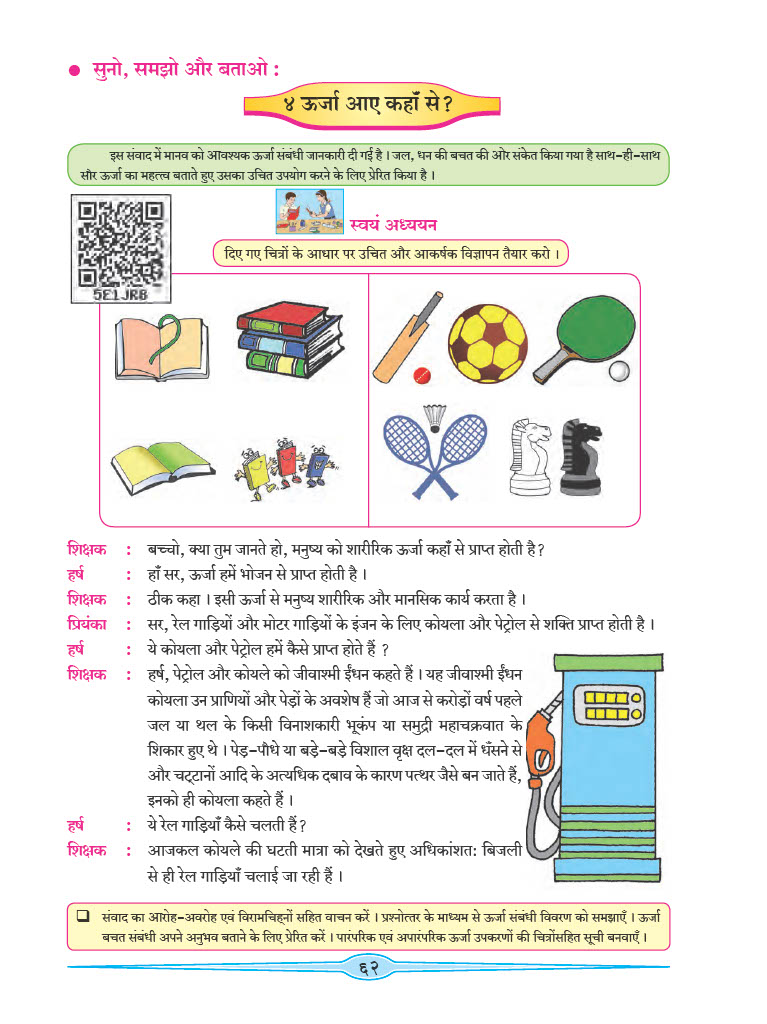 ● सुनो, समझो और बताओ :
४ ऊर्जा आए कहाँ से ?
इस संवाद में मानव को आवश्यक ऊर्जा संबंधी जानकारी दी गई है । जल, धन की बचत की ओर संकेत किया गया है साथ-ही-साथ
सौर ऊर्जा का महत्त्व बताते हुए उसका उचित उपयोग करने के लिए प्रेरित किया है ।
5E1JRB
स्वयं अध्ययन
दिए गए चित्रों के आधार पर उचित और आकर्षक विज्ञापन तैयार करो ।
शिक्षक : बच्चो, क्या तुम जानते हो, मनुष्य को शारीरिक ऊर्जा कहाँ से प्राप्त होती है ?
हर्ष : हाँ सर, ऊर्जा हमें भोजन से प्राप्त होती है ।
शिक्षक : ठीक कहा । इसी ऊर्जा से मनुष्य शारीरिक और मानसिक कार्य करता है ।
प्रियंका : सर, रेल गाड़ियों और मोटर गाड़ियों के इंजन के लिए कोयला और पेट्रोल से शक्ति प्राप्त होती है ।
हर्ष : ये कोयला और पेट्रोल हमें कैसे प्राप्त होते हैं ?
शिक्षक : हर्ष, पेट्रोल और कोयले को जीवाश्मी ईंधन कहते हैं । यह जीवाश्मी ईंधन
कोयला उन प्राणियों और पेड़ों के अवशेष हैं जो आज से करोड़ों वर्ष पहले
जल या थल के किसी विनाशकारी भूकंप या समुद्री महाचक्रवात के
शिकार हुए थे । पेड़-पौधे या बड़े-बड़े विशाल वृक्ष दल-दल में धँसने से
और चट्टानों आदि के अत्यधिक दबाव के कारण पत्थर जैसे बन जाते हैं,
इनको ही कोयला कहते हैं ।
हर्ष : ये रेल गाड़ियाँ कैसे चलती हैं ?
शिक्षक : आजकल कोयले की घटती मात्रा को देखते हुए अधिकांशत: बिजली
से ही रेल गाड़ियाँ चलाई जा रही हैं ।
❑ संवाद का आरोह-अवरोह एवं विरामचिह्नों सहित वाचन करें । प्रश्नोत्तर के माध्यम से ऊर्जा संबंधी विवरण को समझाएँ । ऊर्जा
बचत संबंधी अपने अनुभव बताने के लिए प्रेरित करें । पारंपरिक एवं अपारंपरिक ऊर्जा उपकरणों की चित्रोंसहित सूची बनवाएँ ।
६२